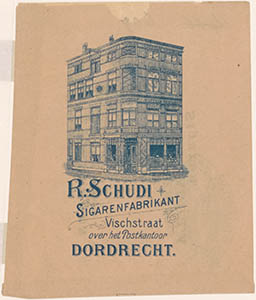 R. SCHUDI
SIGARENFABRIKANT
Vischstraat
over het Postkantoor
DORDRECHT.